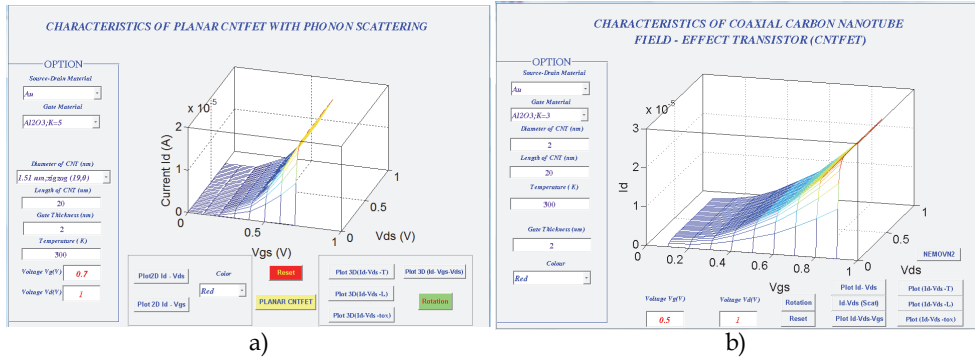 CHARACTERISTICS OF PLANAR CNTFET WITH PHONON SCATTERING
OPTION
Source-Drain Material
Au
Gate Material
Al2O3;K=5
Diameter of CNT (nm)
1.51 nm;zigzag (19,0)
Length of CNT (nm)
20
Gate Thickness (nm)
2
Temperature ( K)
300
Voltage Vg(V)
0.7
Voltage Vd(V)
1
x 10-5
2
1
0
Current Id (A)
0
0.5
1
Vgs (V)
0
0.5
1
Vds (V)
Plot2D Id - Vds
Color
Plot 2D Id - Vgs
Red
Reset
PLANAR CNTFET
Plot 3D(Id-Vds -T)
Plot 3D (Id- Vgs-Vds)
Plot 3D(Id-Vds -L)
Plot 3D(Id-Vds -tox)
Rotation
a)
CHARACTERISTICS OF COAXIAL CARBON NANOTUBE
FIELD - EFFECT TRANSISTOR (CNTFET)
OPTION
Source-Drain Material
Au
Gate Material
Al2O3;K=3
Diameter of CNT (nm)
2
Length of CNT (nm)
20
Temperature ( K)
300
Gate Thickness (nm)
2
Colour
Red
x 10-5
3
2
1
0
Id
0
0.2
0.4
0.6
0.8
1
Vgs
0
0.5
1
Vds
NEMOVN2
Voltage Vg(V)
0.5
Voltage Vd(V)
1
Rotation
Reset
Plot Id- Vds
Id-Vds (Scat)
Plot Id-Vds-Vgs
Plot (Id-Vds -T)
Plot (Id-Vds -L)
Plot (Id-Vds -tox)
b)